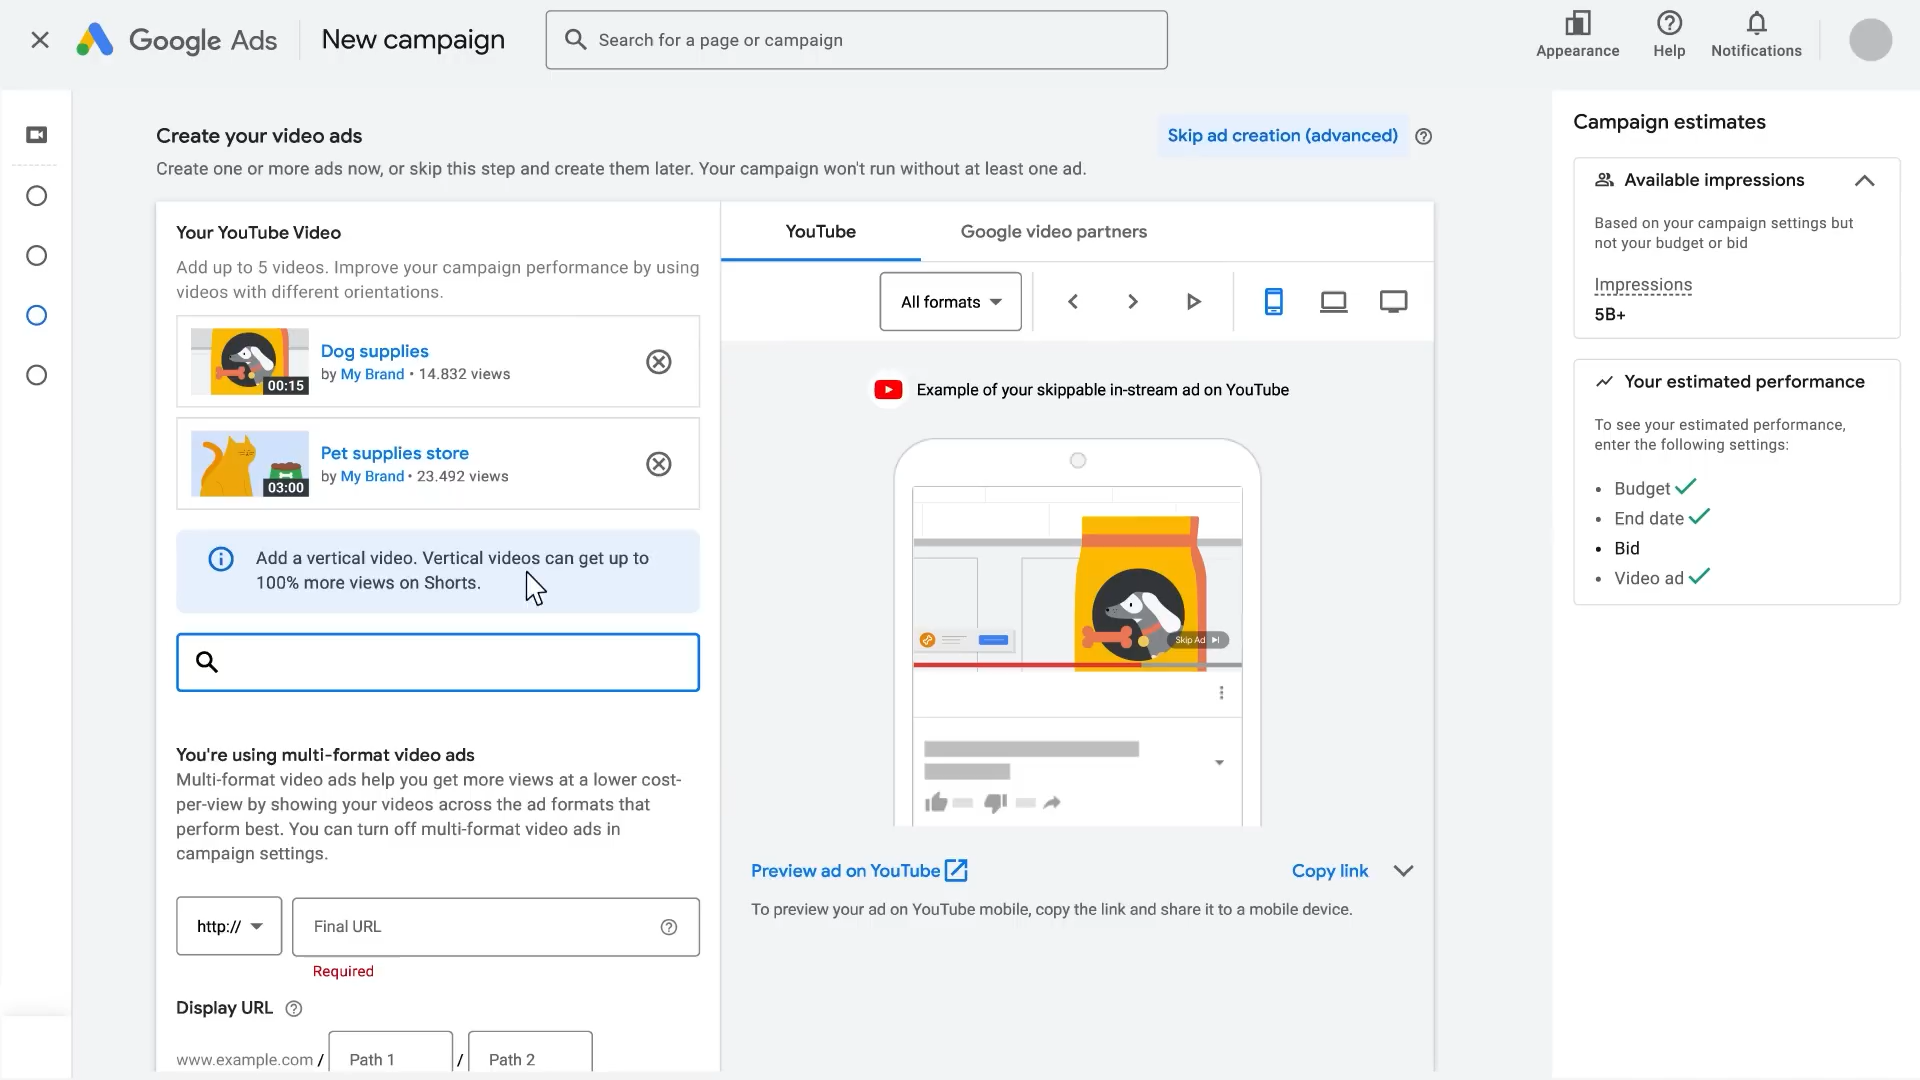 Google Ads
New campaign
Search for a page or campaign
Appearance
Help
Notifications
Create your video ads
Skip ad creation (advanced)
Create one or more ads now, or skip this step and create them later. Your campaign won't run without at least one ad.
Your YouTube Video
Add up to 5 videos. Improve your campaign performance by using
videos with different orientations.
00:15
Dog supplies
by My Brand • 14.832 views
03:00
Pet supplies store
by My Brand • 23.492 views
Add a vertical video. Vertical videos can get up to
100% more views on Shorts.
You're using multi-format video ads
Multi-format video ads help you get more views at a lower cost-
per-view by showing your videos across the ad formats that
perform best. You can turn off multi-format video ads in
campaign settings.
http://
Final URL
Required
Display URL
www.example.com / Path 1 / Path 2
YouTube
Google video partners
All formats
Example of your skippable in-stream ad on YouTube
Skip Ad
Preview ad on YouTube
Copy link
To preview your ad on YouTube mobile, copy the link and share it to a mobile device.
Campaign estimates
Available impressions
Based on your campaign settings but
not your budget or bid
Impressions
5B+
Your estimated performance
To see your estimated performance,
enter the following settings:
• Budget
• End date
• Bid
• Video ad